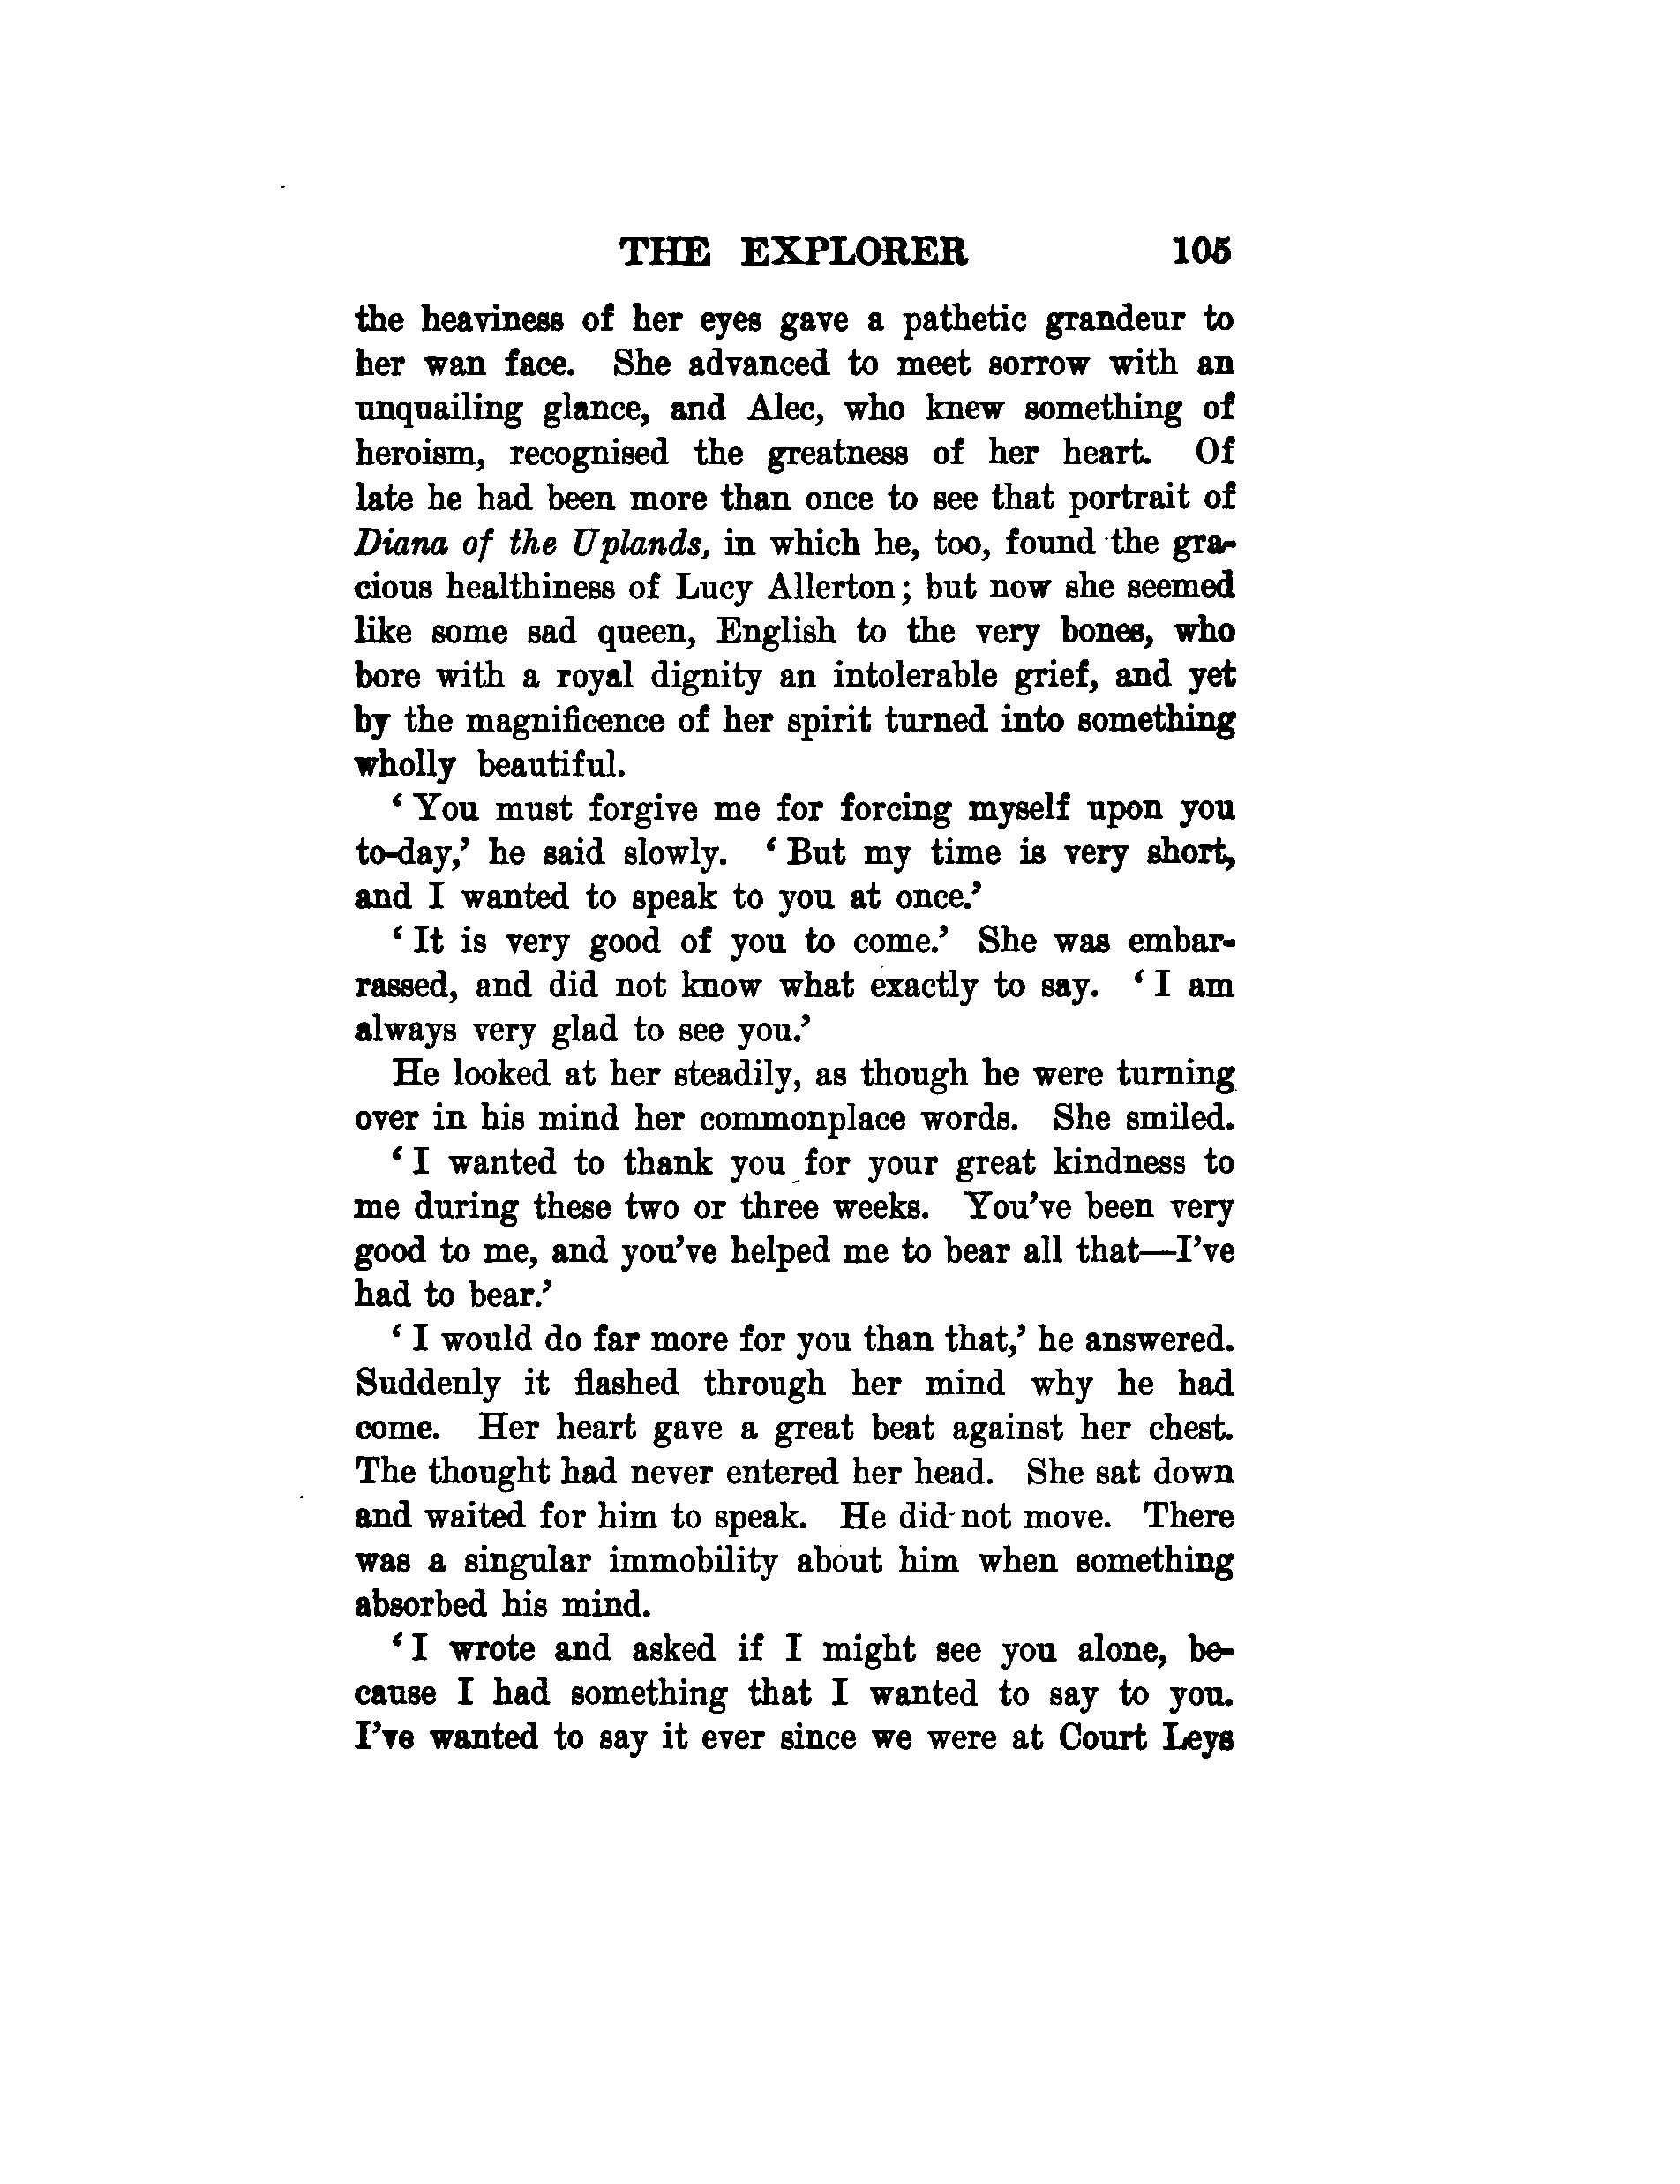 THE EXPLORER 105
the heaviness of her eyes gave a pathetic grandeur to
her wan face. She advanced to meet sorrow with an
unquailing glance, and Alec, who knew something of
heroism, recognised the greatness of her heart. Of
late he had been more than once to see that portrait of
Diana of the Uplands, in which he, too, found the gra-
cious healthiness of Lucy Allerton; but now she seemed
like some sad queen, English to the very bones, who
bore with a royal dignity an intolerable grief, and yet
by the magnificence of her spirit turned into something
wholly beautiful.
‘You must forgive me for forcing myself upon you
to-day,’ he said slowly. ‘But my time is very short,
and I wanted to speak to you at once.’
‘It is very good of you to come.’ She was embar-
rassed, and did not know what exactly to say. ‘I am
always very glad to see you.’
He looked at her steadily, as though he were turning
over in his mind her commonplace words. She smiled.
‘I wanted to thank you for your great kindness to
me during these two or three weeks. You’ve been very
good to me, and you’ve helped me to bear all that—I’ve
had to bear.’
‘I would do far more for you than that,’ he answered.
Suddenly it flashed through her mind why he had
come. Her heart gave a great beat against her chest.
The thought had never entered her head. She sat down
and waited for him to speak. He did not move. There
was a singular immobility about him when something
absorbed his mind.
‘I wrote and asked if I might see you alone, be-
cause I had something that I wanted to say to you.
I’ve wanted to say it ever since we were at Court Leys